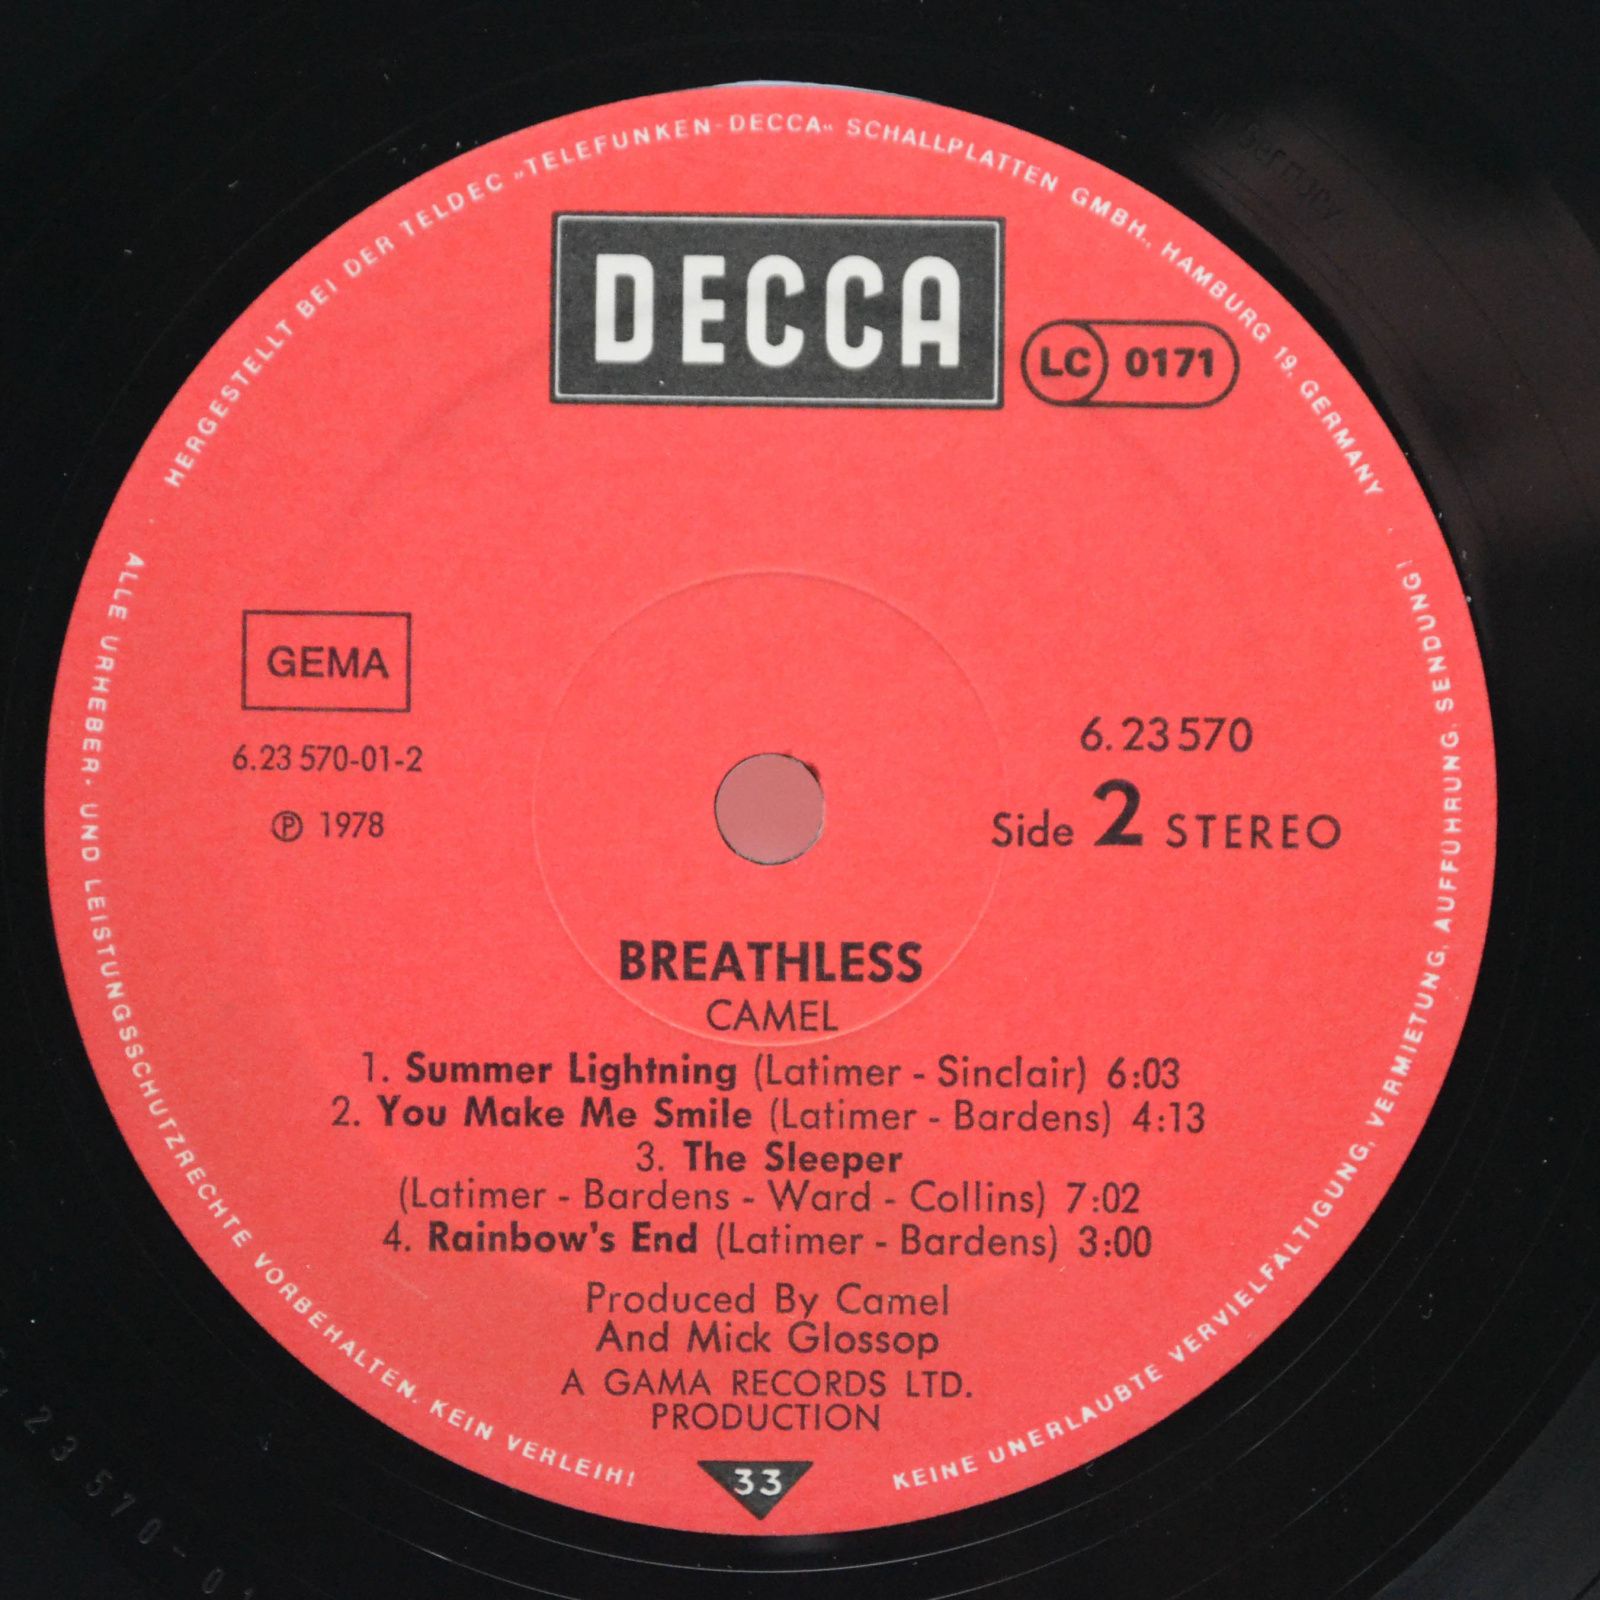 HERGESTELLT BEI DER TELDEC „TELEFUNKEN-DECCA„ SCHALLPLATTEN GMBH., HAMBURG 19, GERMANY
DECCA
LC 0171
GEMA
6.23 570-01-2
℗ 1978
6.23 570
Side 2 STEREO
BREATHLESS
CAMEL
1. Summer Lightning (Latimer - Sinclair) 6:03
2. You Make Me Smile (Latimer - Bardens) 4:13
3. The Sleeper
(Latimer - Bardens - Ward - Collins) 7:02
4. Rainbow's End (Latimer - Bardens) 3:00
Produced By Camel
And Mick Glossop
A GAMA RECORDS LTD.
PRODUCTION
33
ALLE URHEBER- UND LEISTUNGSSCHUTZRECHTE VORBEHALTEN. KEIN VERLEIH!
KEINE UNERLAUBTE VERVIELFÄLTIGUNG, VERMIETUNG, AUFFÜHRUNG, SENDUNG!
23570-01